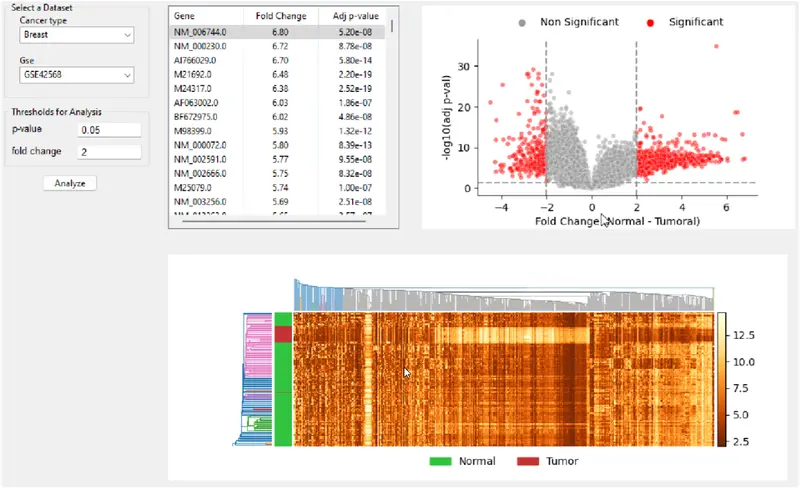 Select a Dataset
Cancer type
Breast
Gse
GSE42568
Thresholds for Analysis
p-value 0.05
fold change 2
Analyze
Gene Fold Change Adj p-value
NM_006744.0 6.80 5.20e-08
NM_000230.0 6.72 8.78e-08
AI766029.0 6.70 5.80e-14
M21692.0 6.48 2.20e-19
M24317.0 6.38 2.52e-19
AF063002.0 6.03 1.86e-07
BF672975.0 6.02 4.86e-08
M98399.0 5.93 1.32e-12
NM_000072.0 5.80 8.39e-13
NM_002591.0 5.77 9.55e-08
NM_002666.0 5.75 8.32e-08
M25079.0 5.74 1.00e-07
NM_003256.0 5.69 2.51e-08
Non Significant Significant
-log10(adj p-val)
30
20
10
0
−4 −2 0 2 4 6
Fold Change Normal - Tumoral)
12.5
10.0
7.5
5.0
2.5
Normal Tumor